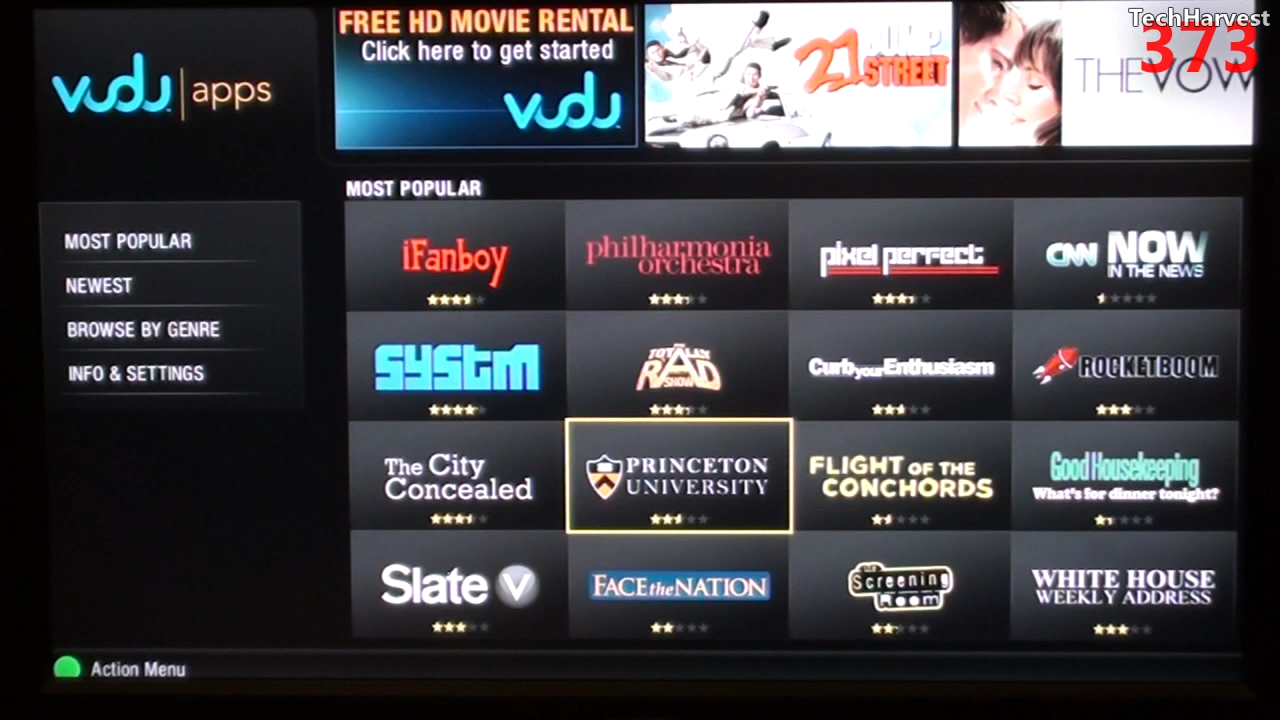 TechHarvest
373
vudu apps
FREE HD MOVIE RENTAL
Click here to get started
vudu
21 JUMP
STREET
THE VOW
MOST POPULAR
MOST POPULAR
NEWEST
BROWSE BY GENRE
INFO & SETTINGS
iFanboy
philharmonia
orchestra
pixel perfect
CNN NOW
IN THE NEWS
SYSTM
THE
TOTALLY
RAD
SHOW
Curb your Enthusiasm
ROCKETBOOM
The City
Concealed
PRINCETON
UNIVERSITY
FLIGHT OF THE
CONCHORDS
Good Housekeeping
What's for dinner tonight?
Slate V
FACE the NATION
The
Screening
Room
WHITE HOUSE
WEEKLY ADDRESS
Action Menu